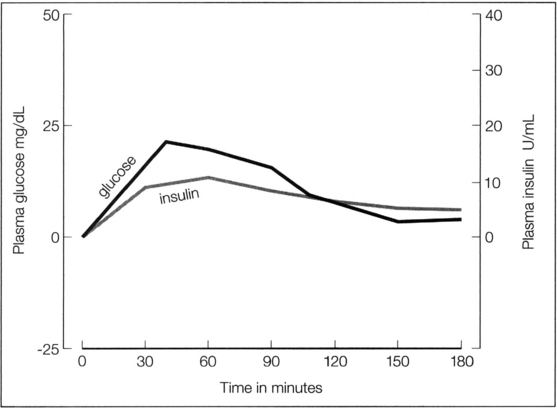 50
25
0
-25
Plasma glucose mg/dL
40
30
20
10
0
Plasma insulin U/mL
glucose
insulin
0 30 60 90 120 150 180
Time in minutes